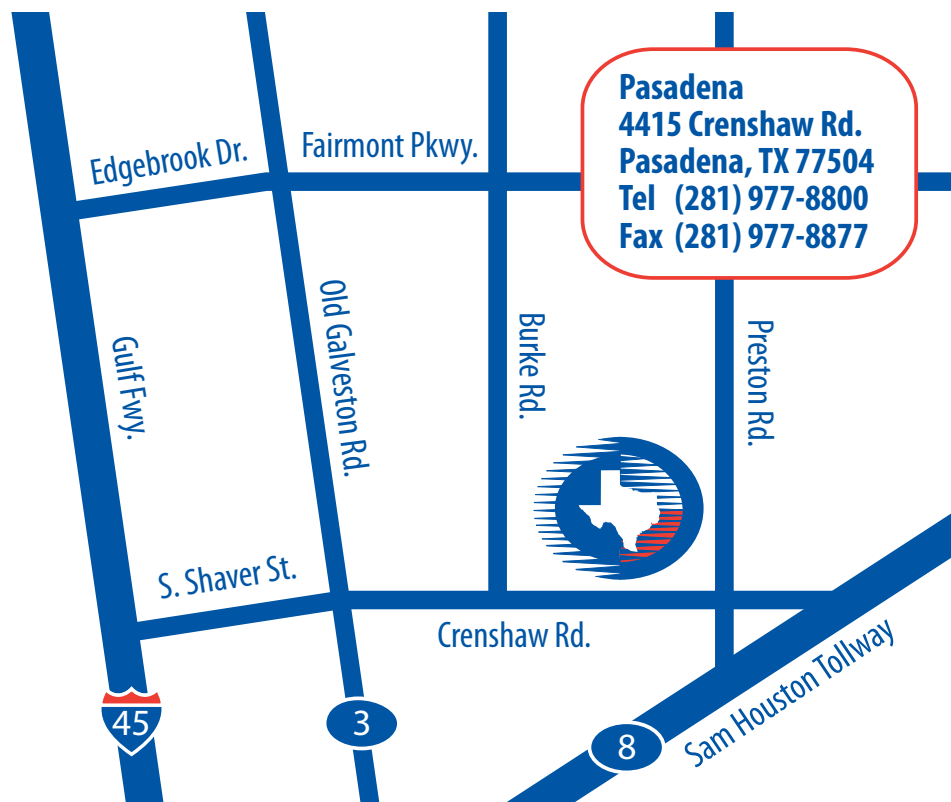 Pasadena
4415 Crenshaw Rd.
Pasadena, TX 77504
Tel (281) 977-8800
Fax (281) 977-8877
Edgebrook Dr.
Fairmont Pkwy.
Gulf Fwy.
Old Galveston Rd.
Burke Rd.
Preston Rd.
S. Shaver St.
Crenshaw Rd.
Sam Houston Tollway
45
3
8